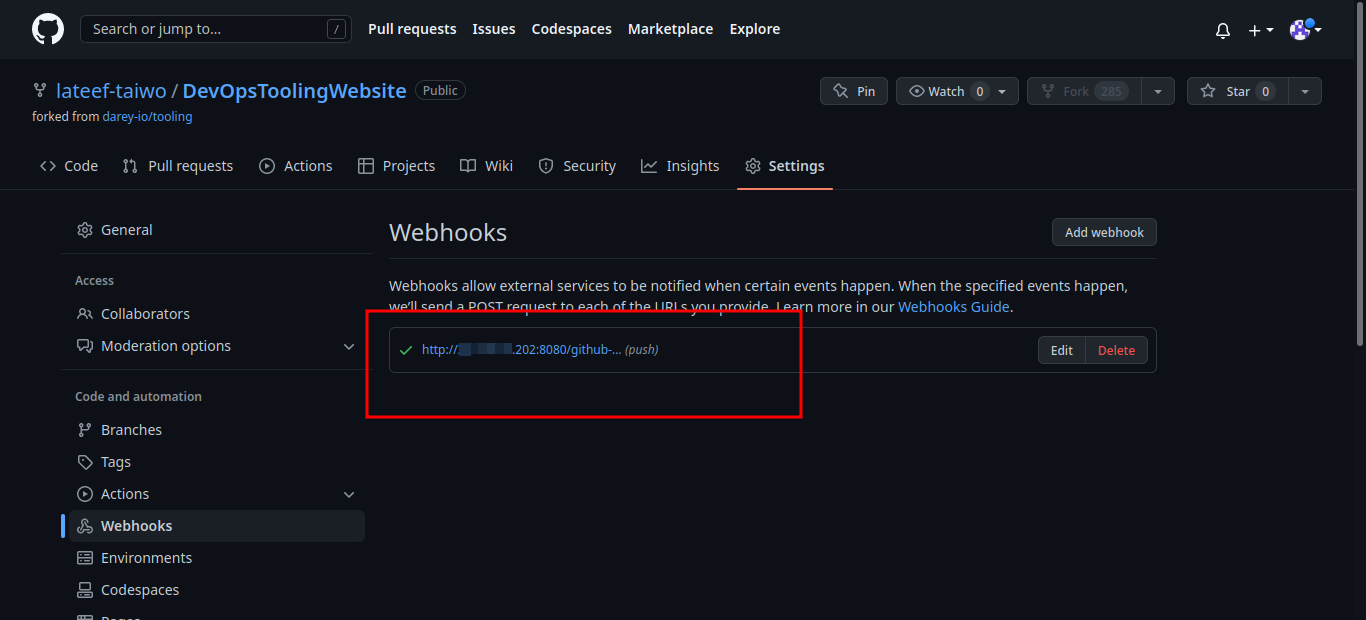 Search or jump to... /
Pull requests Issues Codespaces Marketplace Explore
lateef-taiwo / DevOpsToolingWebsite Public
forked from darey-io/tooling
Pin Watch 0 Fork 285 Star 0
Code Pull requests Actions Projects Wiki Security Insights Settings
General
Access
Collaborators
Moderation options
Code and automation
Branches
Tags
Actions
Webhooks
Environments
Codespaces
Pages
Webhooks Add webhook
Webhooks allow external services to be notified when certain events happen. When the specified events happen,
we'll send a POST request to each of the URLs you provide. Learn more in our Webhooks Guide.
http:// .202:8080/github-... (push) Edit Delete